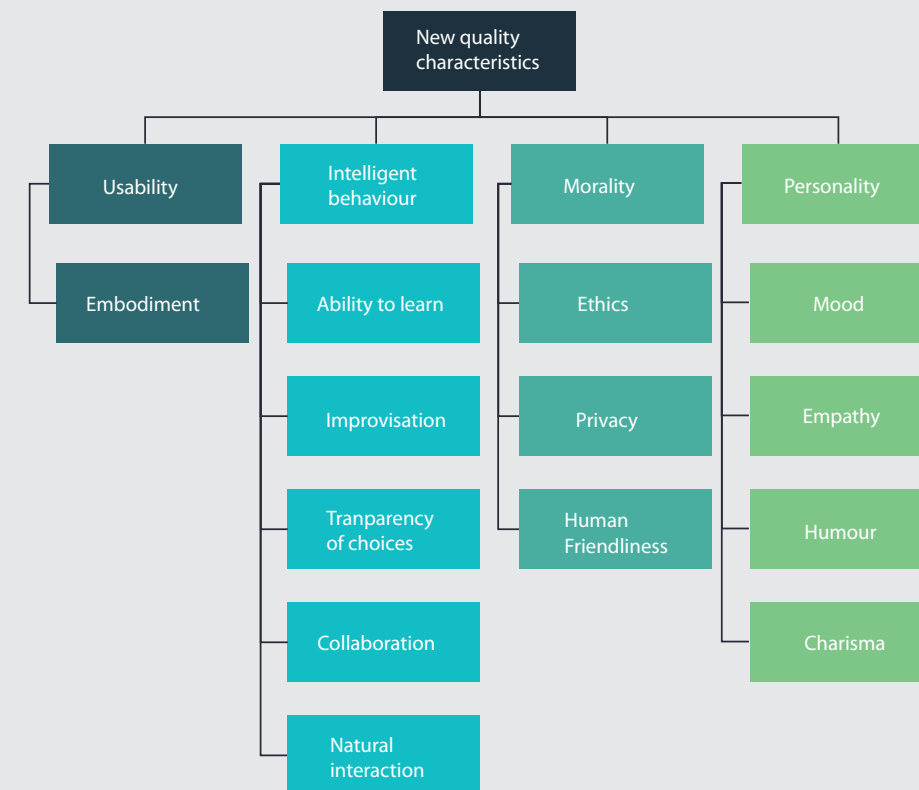 New quality
characteristics
Usability
Embodiment
Intelligent
behaviour
Ability to learn
Improvisation
Tranparency
of choices
Collaboration
Natural
interaction
Morality
Ethics
Privacy
Human
Friendliness
Personality
Mood
Empathy
Humour
Charisma